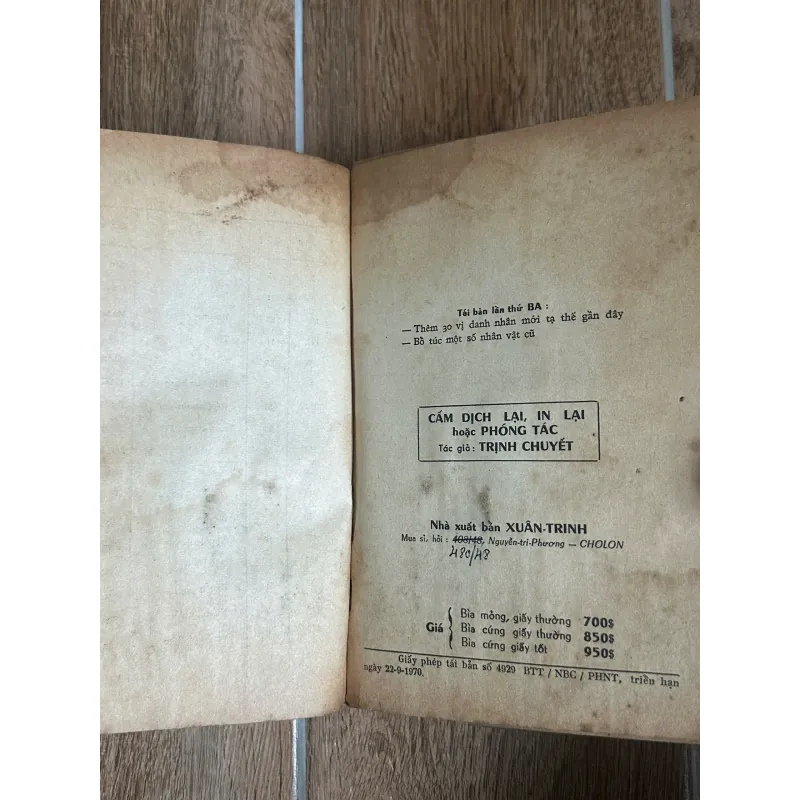 Tái bản lần thứ BA :
— Thêm 30 vị danh nhân mới tạ thế gần đây
— Bổ túc một số nhân vật cũ
CẤM DỊCH LẠI, IN LẠI
hoặc PHÓNG TÁC
Tác giả : TRỊNH CHUYẾT
Nhà xuất bản XUÂN-TRINH
Mua sỉ, hỏi : 408/48, Nguyễn-tri-Phương — CHOLON
480/48
Giá
Bìa mỏng, giấy thường 700$
Bìa cứng giấy thường 850$
Bìa cứng giấy tốt 950$
Giấy phép tái bản số 4929 BTT / NBC / PHNT, triển hạn
ngày 22-9-1970.